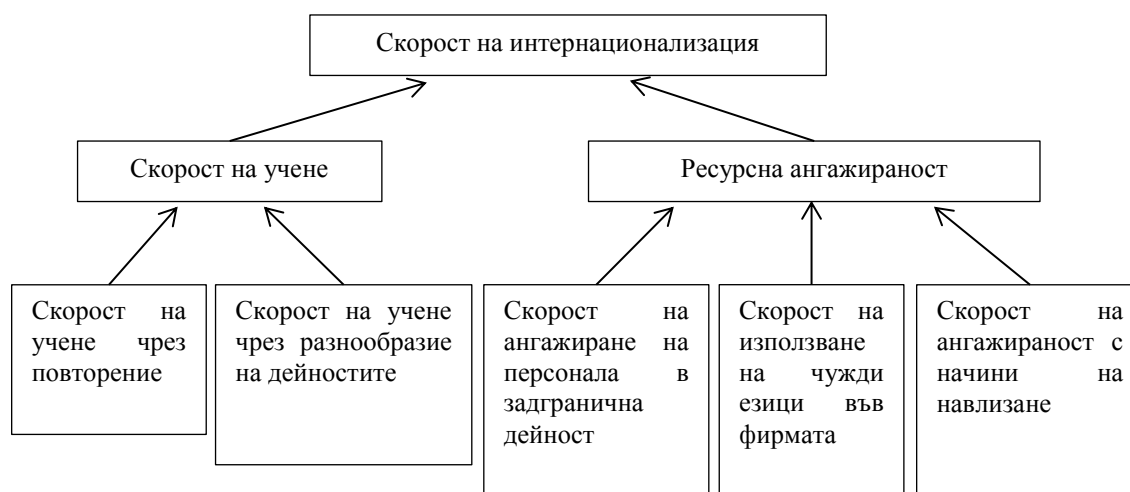 Скорост на интернационализация
Скорост на учене
Ресурсна ангажираност
Скорост на
учене чрез
повторение
Скорост на учене
чрез разнообразие
на дейностите
Скорост на
ангажиране на
персонала в
задгранична
дейност
Скорост на
използване
на чужди
езици във
фирмата
Скорост на
ангажираност с
начини на
навлизане